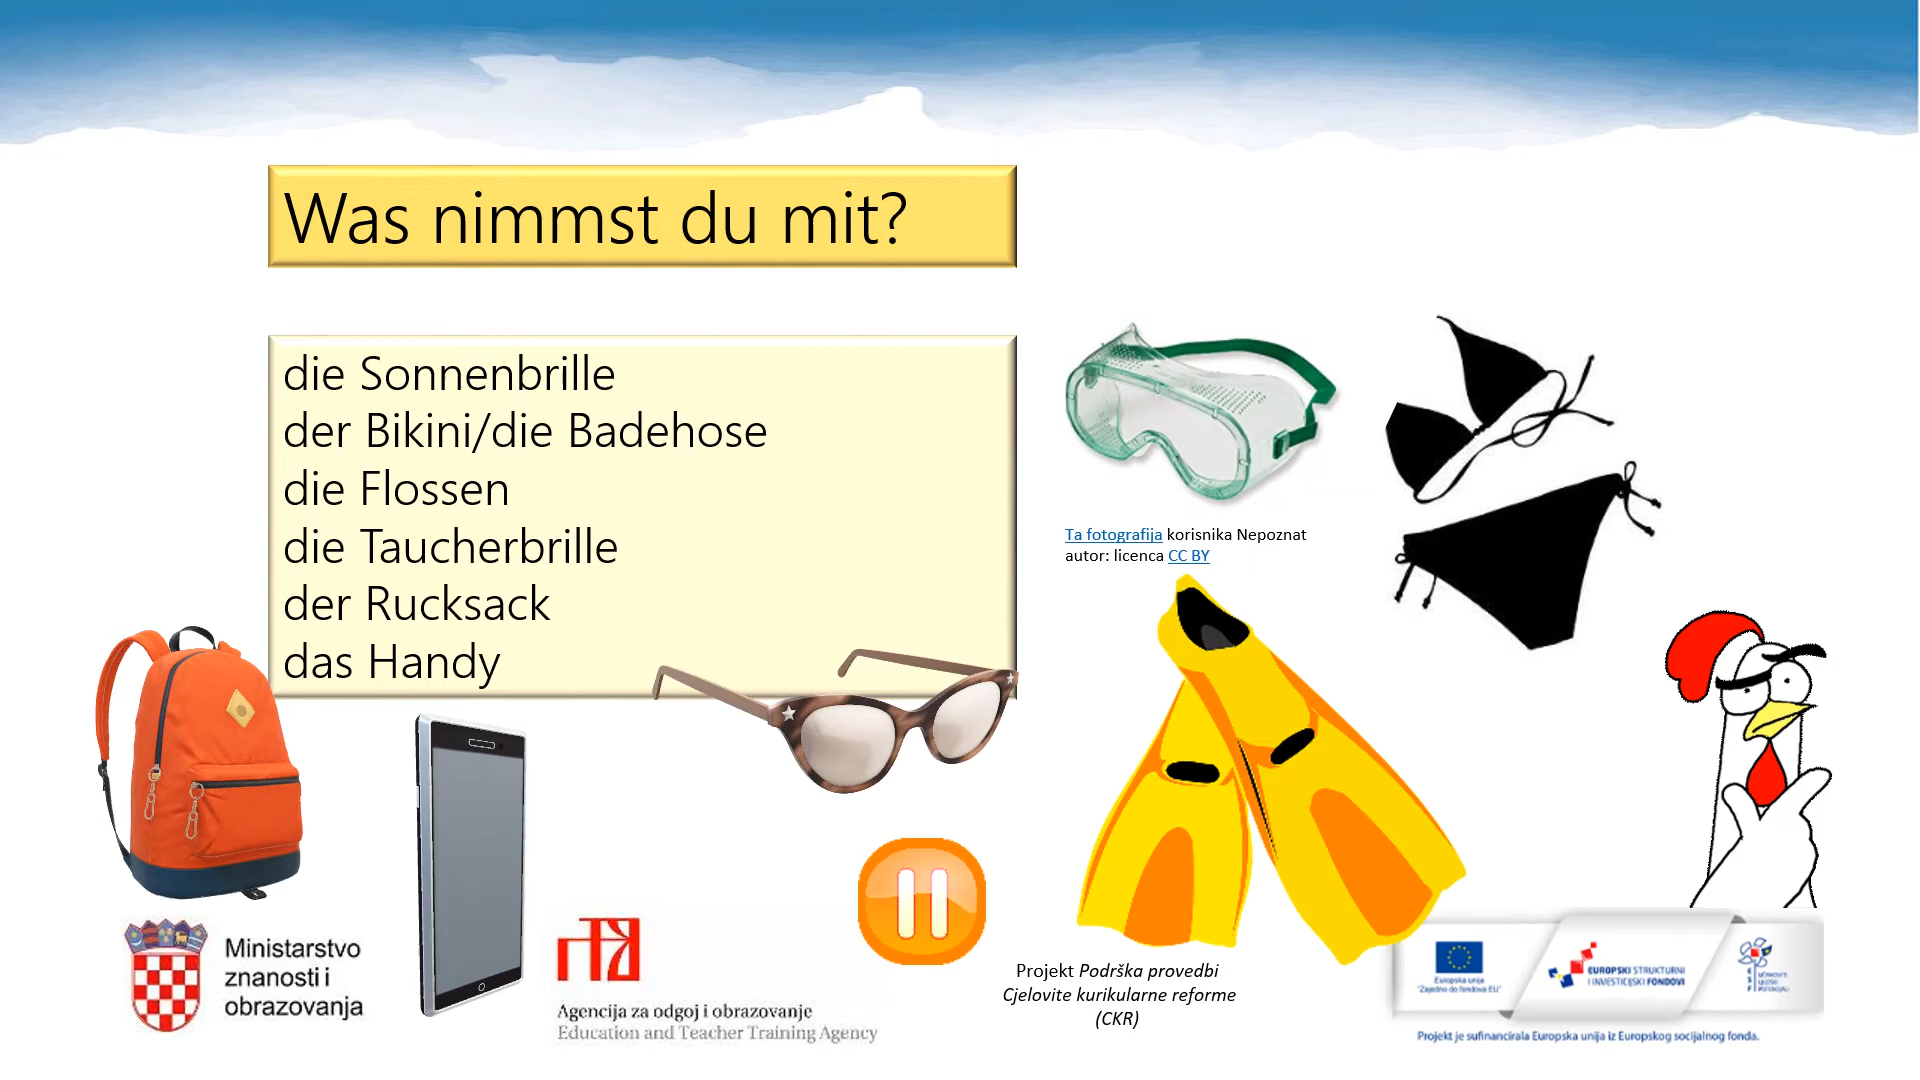 Was nimmst du mit?
die Sonnenbrille
der Bikini/die Badehose
die Flossen
die Taucherbrille
der Rucksack
das Handy
Ta fotografija korisnika Nepoznat
autor: licenca CC BY
Ministarstvo
znanosti i
obrazovanja
Agencija za odgoj i obrazovanje
Education and Teacher Training Agency
Projekt Podrška provedbi
Cjelovite kurikularne reforme
(CKR)
Europska unija
"Zajedno do fondova EU"
EUROPSKI STRUKTURNI
I INVESTICIJSKI FONDOVI
Projekt je sufinancirala Europska unija iz Europskog socijalnog fonda.